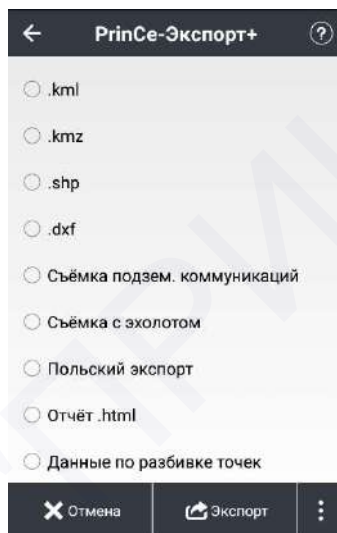 PrinCe-Экспорт+ ?
.kml
.kmz
.shp
.dxf
Съёмка подзем. коммуникаций
Съёмка с эхолотом
Польский экспорт
Отчёт .html
Данные по разбивке точек
Отмена Экспорт